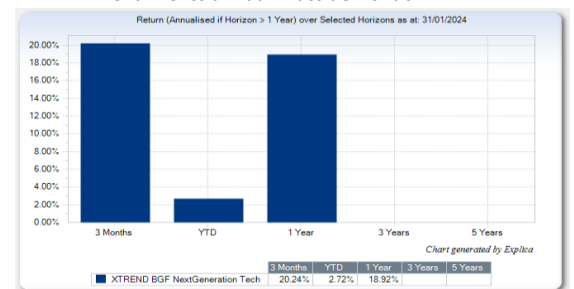 Return (Annualised if Horizon > 1 Year) over Selected Horizons as at: 31/01/2024
20.00%
18.00%
16.00%
14.00%
12.00%
10.00%
8.00%
6.00%
4.00%
2.00%
0.00%
3 Months YTD 1 Year 3 Years 5 Years
Chart generated by Explica
3 Months YTD 1 Year 3 Years 5 Years
XTREND BGF NextGeneration Tech 20.24% 2.72% 18.92%